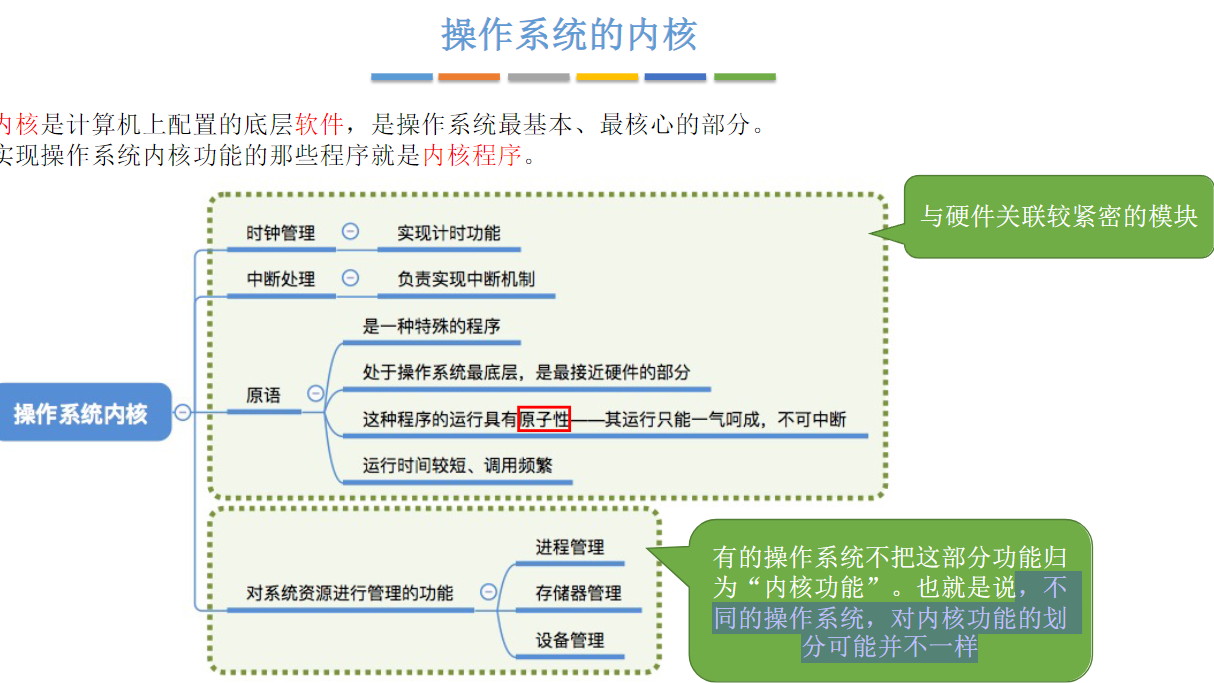 操作系统的内核
内核是计算机上配置的底层软件，是操作系统最基本、最核心的部分。
实现操作系统内核功能的那些程序就是内核程序。
与硬件关联较紧密的模块
时钟管理 实现计时功能
中断处理 负责实现中断机制
是一种特殊的程序
处于操作系统最底层，是最接近硬件的部分
原语
操作系统内核
这种程序的运行具有原子性——其运行只能一气呵成，不可中断
运行时间较短、调用频繁
进程管理
对系统资源进行管理的功能 存储器管理
设备管理
有的操作系统不把这部分功能归
为“内核功能”。也就是说，不
同的操作系统，对内核功能的划
分可能并不一样